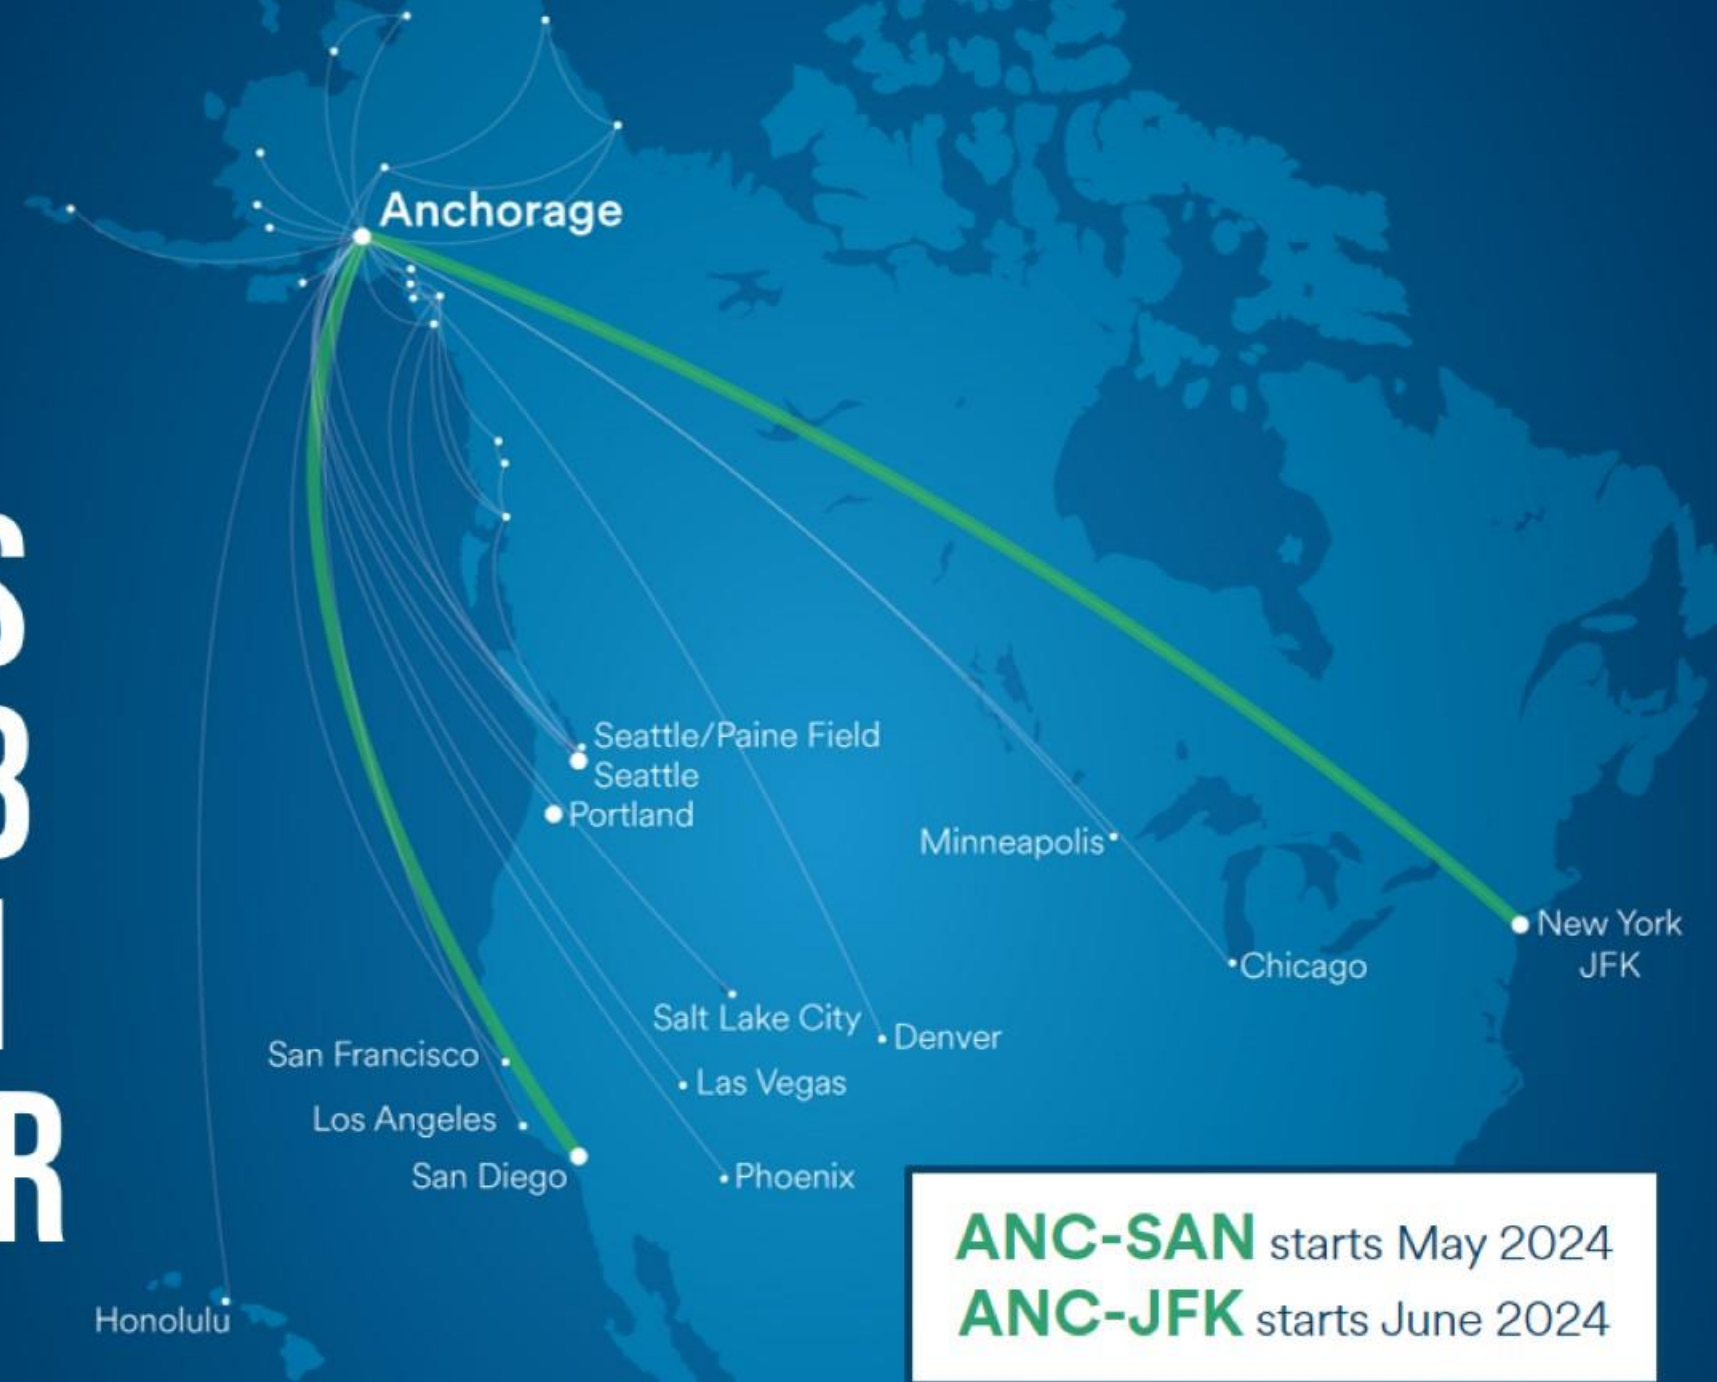 Anchorage
Seattle/Paine Field
Seattle
Portland
Minneapolis
New York
JFK
Chicago
Salt Lake City
Denver
San Francisco
Las Vegas
Los Angeles
San Diego
Phoenix
Honolulu
ANC-SAN starts May 2024
ANC-JFK starts June 2024